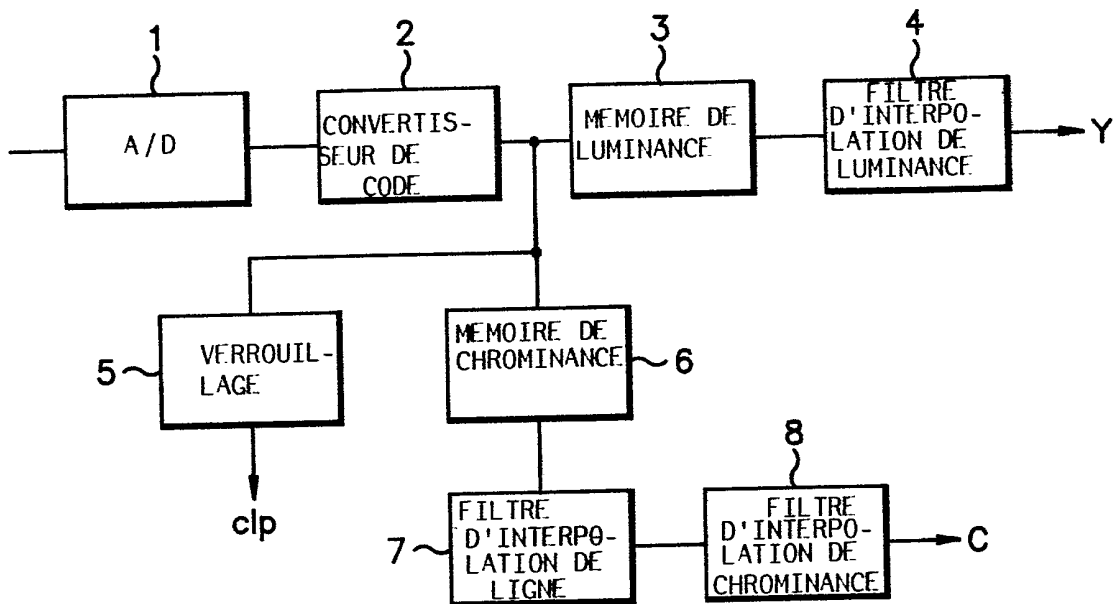 1
2
3
4
A/D
CONVERTIS-
SEUR DE
CODE
MEMOIRE DE
LUMINANCE
FILTRE
D'INTERPO-
LATION DE
LUMINANCE
Y
5
VERROUIL-
LAGE
MEMOIRE DE
CHROMINANCE
6
clp
7
FILTRE
D'INTERPO-
LATION DE
LIGNE
8
FILTRE
D'INTERPO-
LATION DE
CHROMINANCE
C